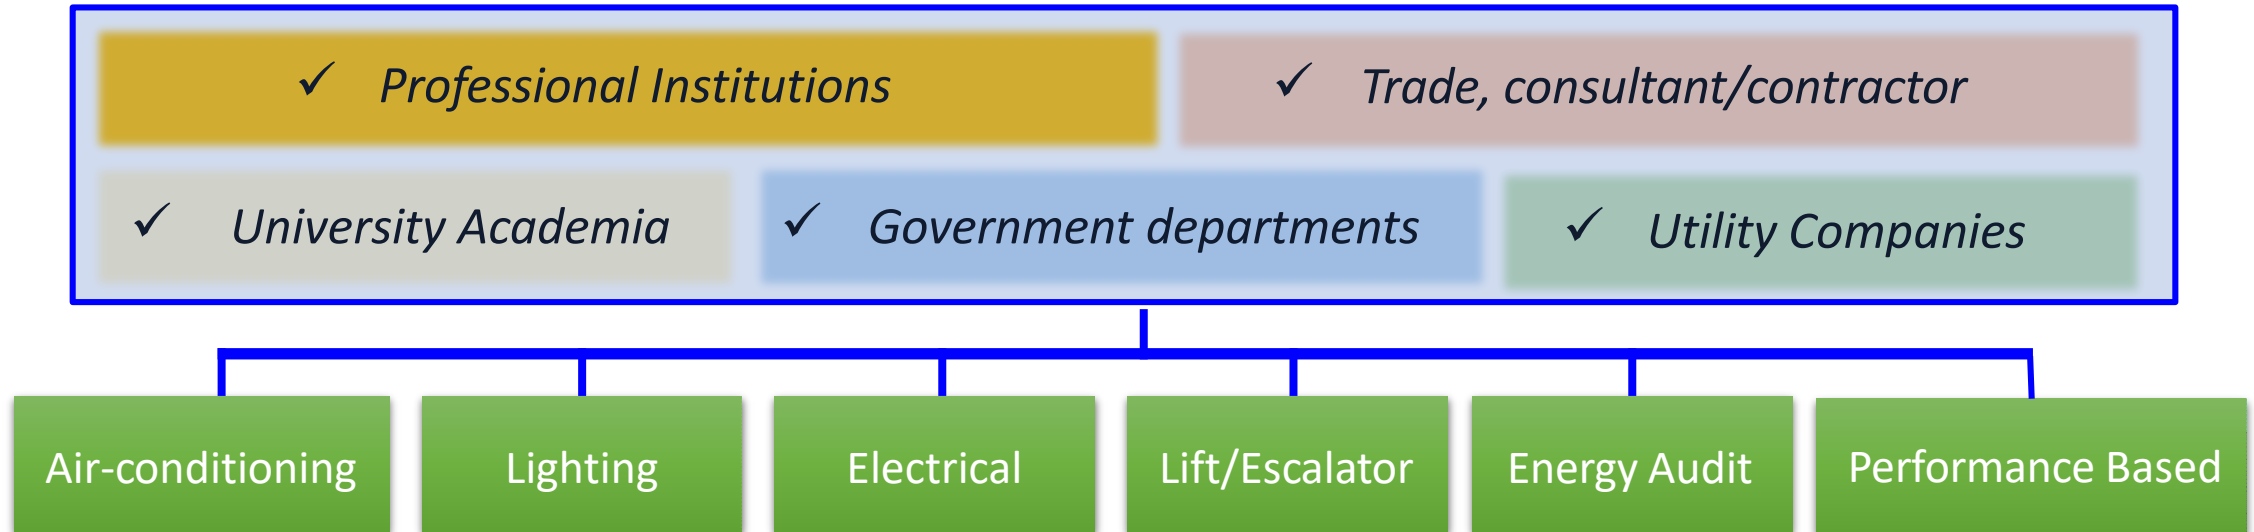 ✓ Professional Institutions
✓ Trade, consultant/contractor
✓ University Academia
✓ Government departments
✓ Utility Companies
Air-conditioning
Lighting
Electrical
Lift/Escalator
Energy Audit
Performance Based